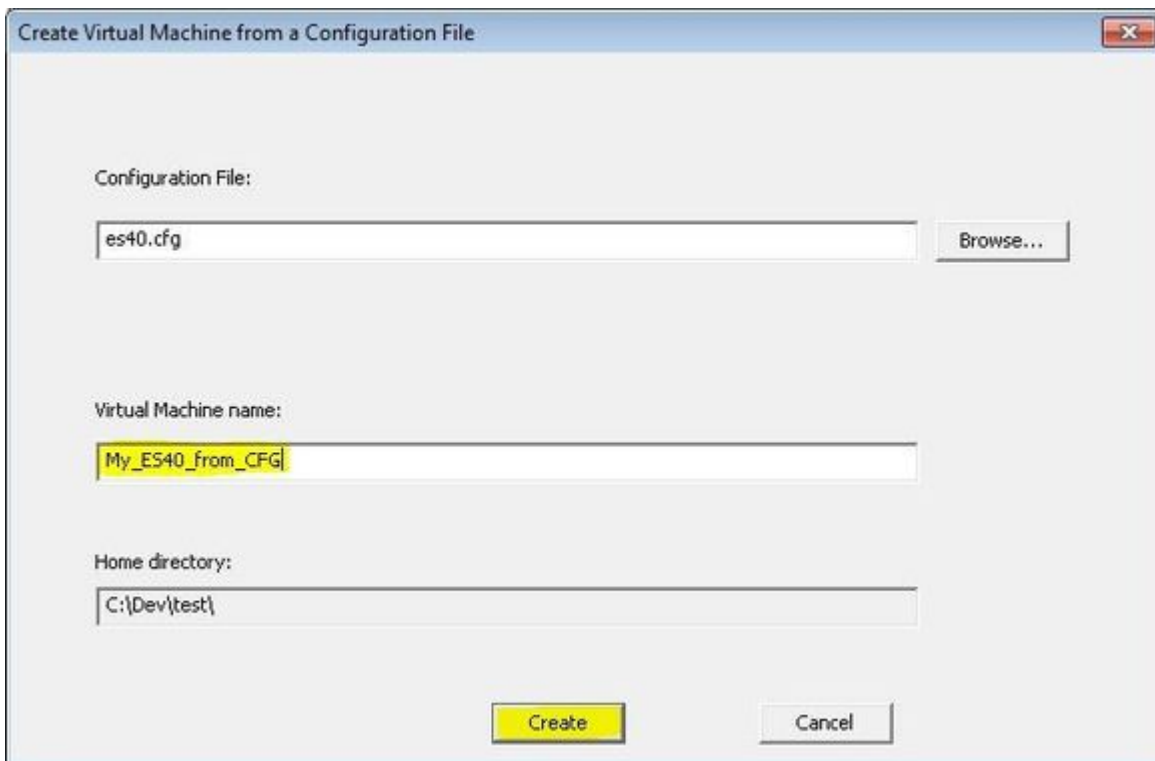 Create Virtual Machine from a Configuration File
Configuration File:
es40.cfg
Browse...
Virtual Machine name:
My_ES40_from_CFG
Home directory:
C:\Dev\test\
Create
Cancel